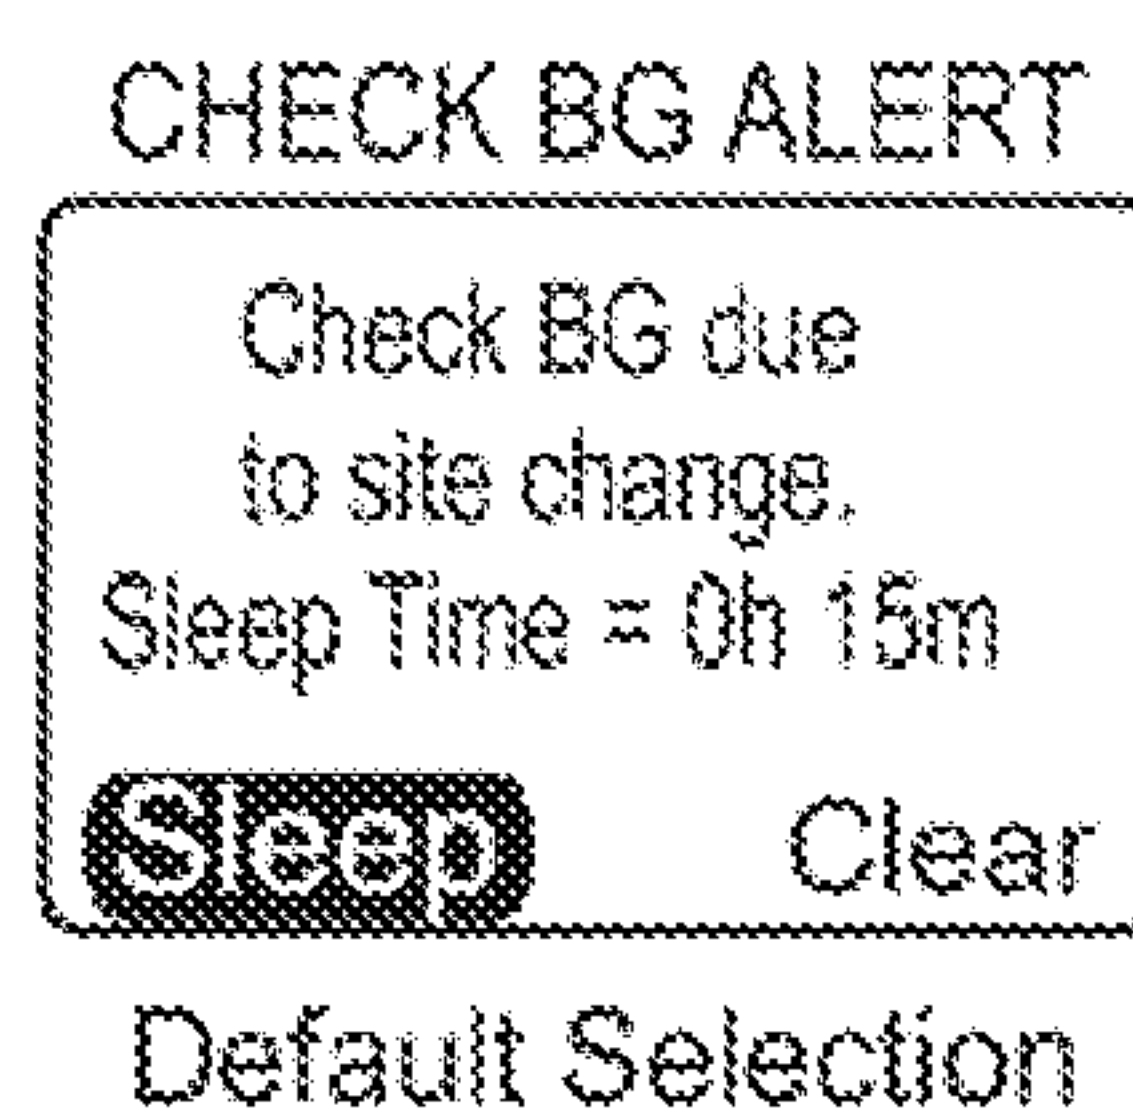 CHECK BG ALERT
Check BG due
to site change.
Sleep Time = 0h 15m
Sleep Clear
Default Selection